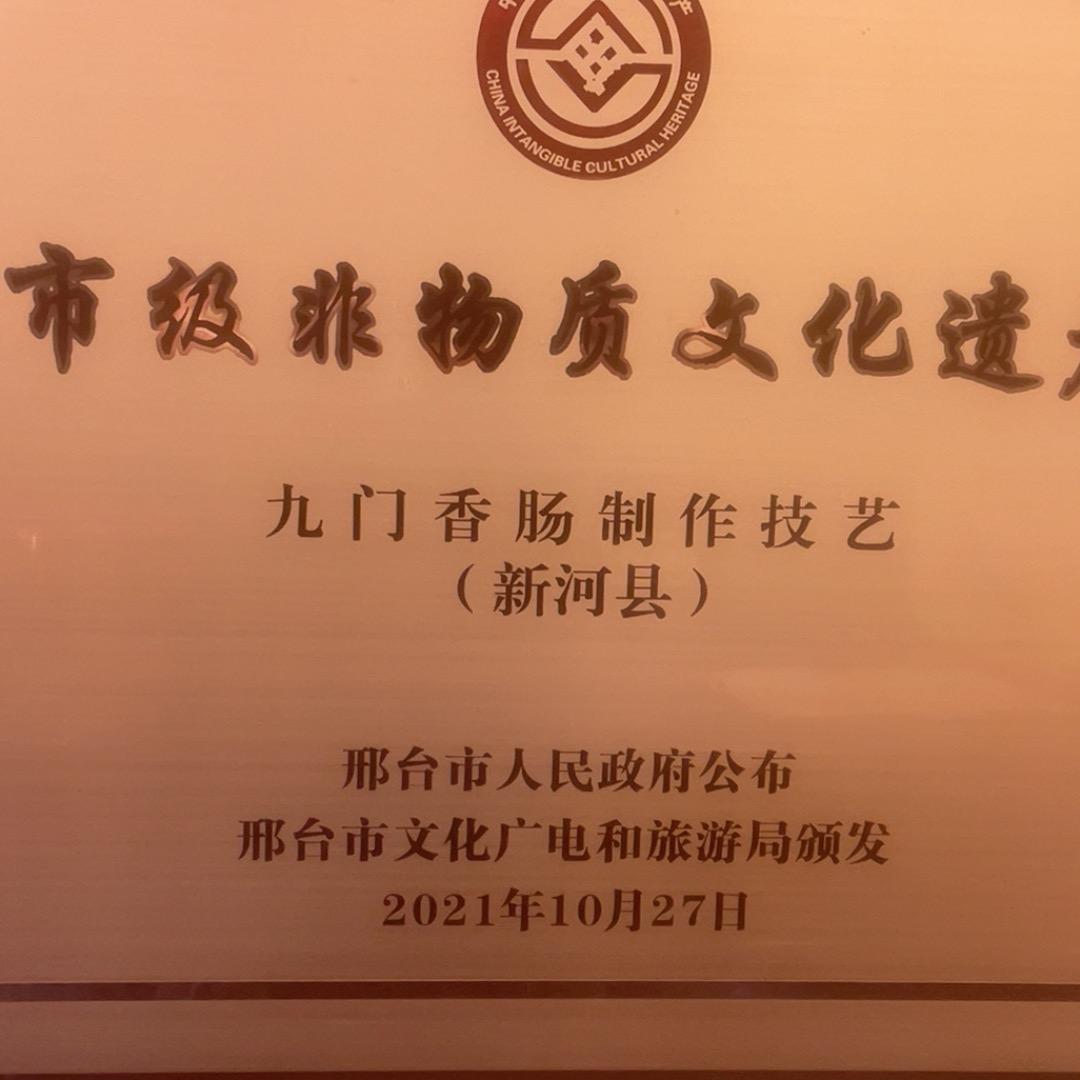 CHINA INTANGIBLE CULTURAL HERITAGE
市级非物质文化遗
九门香肠制作技艺
（新河县）
邢台市人民政府公布
邢台市文化广电和旅游局颁发
2021年10月27日